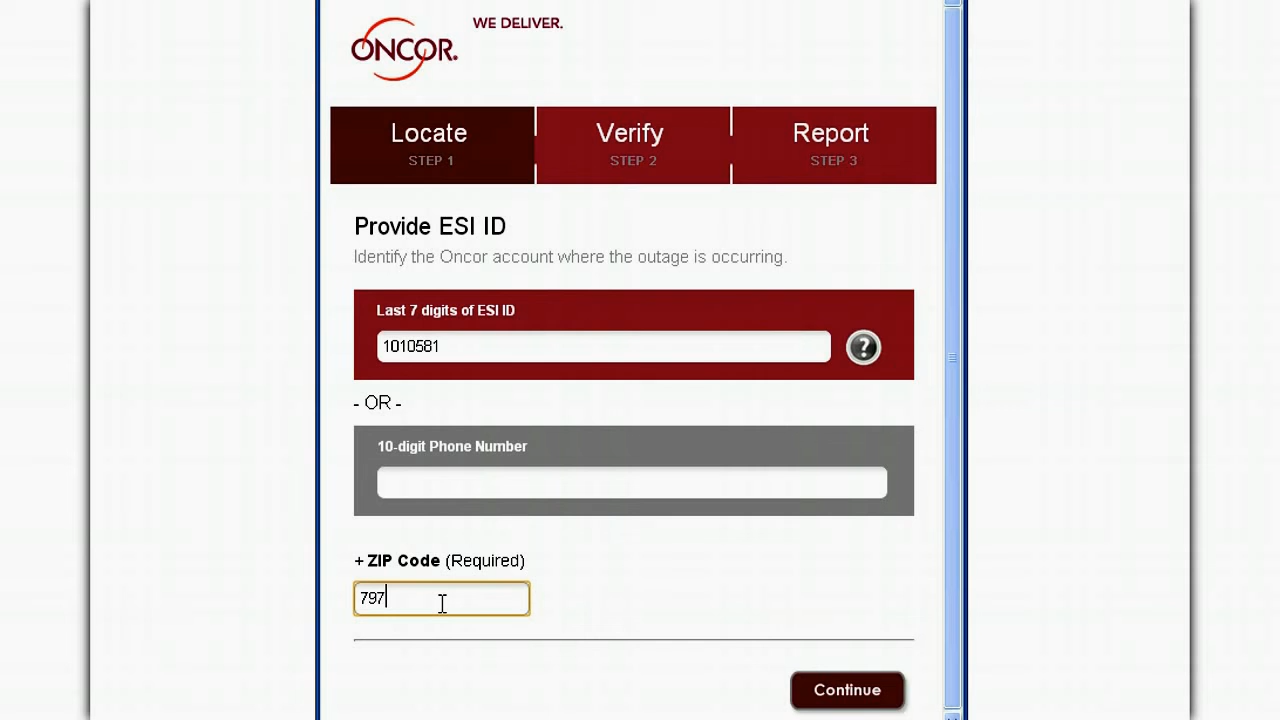 WE DELIVER.
ONCOR.
Locate
STEP 1
Verify
STEP 2
Report
STEP 3
Provide ESI ID
Identify the Oncor account where the outage is occurring.
Last 7 digits of ESI ID
1010581
?
- OR -
10-digit Phone Number
+ ZIP Code (Required)
797
Continue